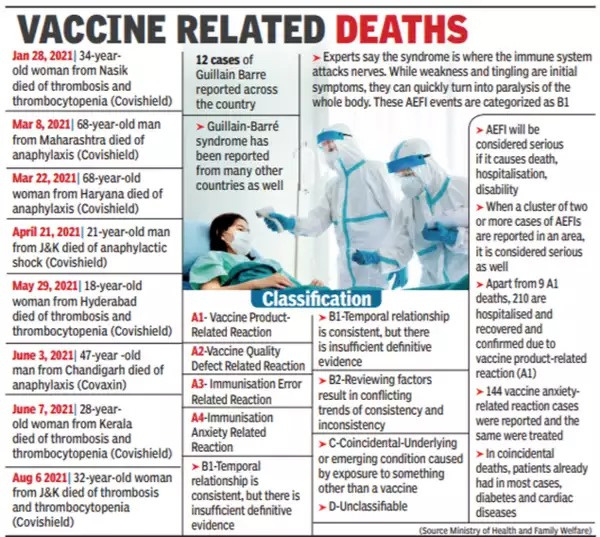 VACCINE RELATED DEATHS
Jan 28, 2021| 34-year-
old woman from Nasik
died of thrombosis and
thrombocytopenia (Covishield)
Mar 8, 2021| 68-year-old man
from Maharashtra died of
anaphylaxis (Covishield)
Mar 22, 2021| 68-year-old
woman from Haryana died of
anaphylaxis (Covishield)
April 21, 2021| 21-year-old man
from J&K died of anaphylactic
shock (Covishield)
May 29, 2021| 18-year-old
woman from Hyderabad
died of thrombosis and
thrombocytopenia (Covishield)
June 3, 2021| 47-year -old
man from Chandigarh died of
anaphylaxis (Covaxin)
June 7, 2021| 28-year-
old woman from Kerala
died of thrombosis and
thrombocytopenia (Covishield)
Aug 6 2021| 32-year-old woman
from J&K died of thrombosis
and thrombocytopenia
(Covishield)
12 cases of
Guillain Barre
reported across
the country
➤ Guillain-Barré
syndrome has
been reported
from many other
countries as well
➤ Experts say the syndrome is where the immune system
attacks nerves. While weakness and tingling are initial
symptoms, they can quickly turn into paralysis of the
whole body. These AEFI events are categorized as B1
Classification
A1- Vaccine Product-
Related Reaction
A2-Vaccine Quality
Defect Related Reaction
A3- Immunisation Error
Related Reaction
A4-Immunisation
Anxiety Related
Reaction
➤ B1-Temporal
relationship is
consistent, but there is
insufficient definitive
evidence
➤ B1-Temporal relationship
is consistent, but there
is insufficient definitive
evidence
➤ B2-Reviewing factors
result in conflicting
trends of consistency and
inconsistency
➤ C-Coincidental-Underlying
or emerging condition caused
by exposure to something
other than a vaccine
➤ D-Unclassifiable
➤ AEFI will be
considered serious
if it causes death,
hospitalisation,
disability
➤ When a cluster of two
or more cases of AEFIs
are reported in an area,
it is considered serious
as well
➤ Apart from 9 A1
deaths, 210 are
hospitalised and
recovered and
confirmed due to
vaccine product-related
reaction (A1)
➤ 144 vaccine anxiety-
related reaction cases
were reported and the
same were treated
➤ In coincidental
deaths, patients already
had in most cases,
diabetes and cardiac
diseases
(Source Ministry of Health and Family Welfare)